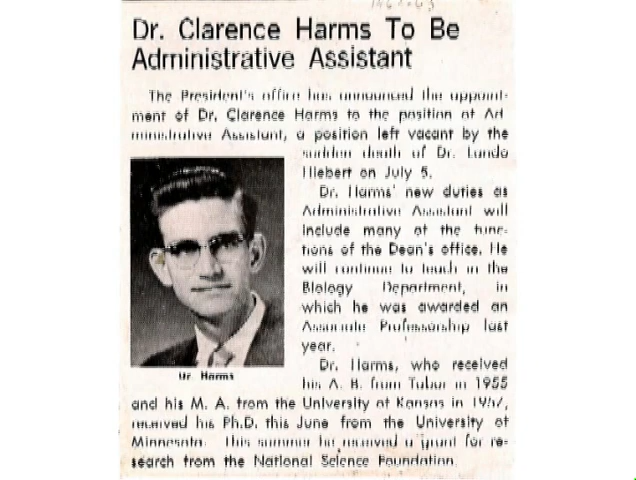 Dr. Clarence Harms To Be
Administrative Assistant
The President's office has announced the appoint-
ment of Dr. Clarence Harms to the position of Ad
ministrative Assistant, a position left vacant by the
sudden death of Dr. Lando
Hiebert on July 5.
Dr. Harms' new duties as
Administrative Assistant will
include many of the func-
tions of the Dean's office. He
will continue to teach in the
Biology Department, in
which he was awarded an
Associate Professorship last
year.
Dr. Harms, who received
his A. B. from Tabor in 1955
and his M. A. from the University of Kansas in 1957,
received his Ph.D. this June from the University of
Minnesota. This summer he received a grant for re-
search from the National Science Foundation.
Dr. Harms